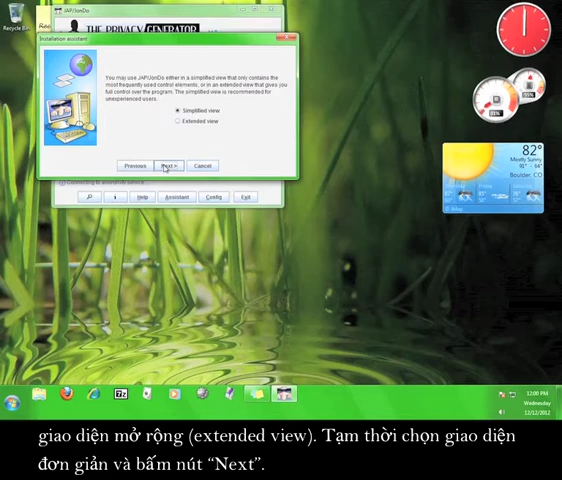 Recycle Bin
JAP/JonDo
THE PRIVACY GENERATOR
Installation assistant
You may use JAP/JonDo either in a simplified view that only contains the
most frequently used control elements, or in an extended view that gives you
full control over the program. The simplified view is recommended for
unexperienced users.
Simplified view
Extended view
Previous
Next >
Cancel
Help
Assistant
Config
Exit
82°
Mostly Sunny
91° - 64°
Boulder, CO
12:00 PM
Wednesday
12/12/2012
giao diện mở rộng (extended view). Tạm thời chọn giao diện
đơn giản và bấm nút “Next”.